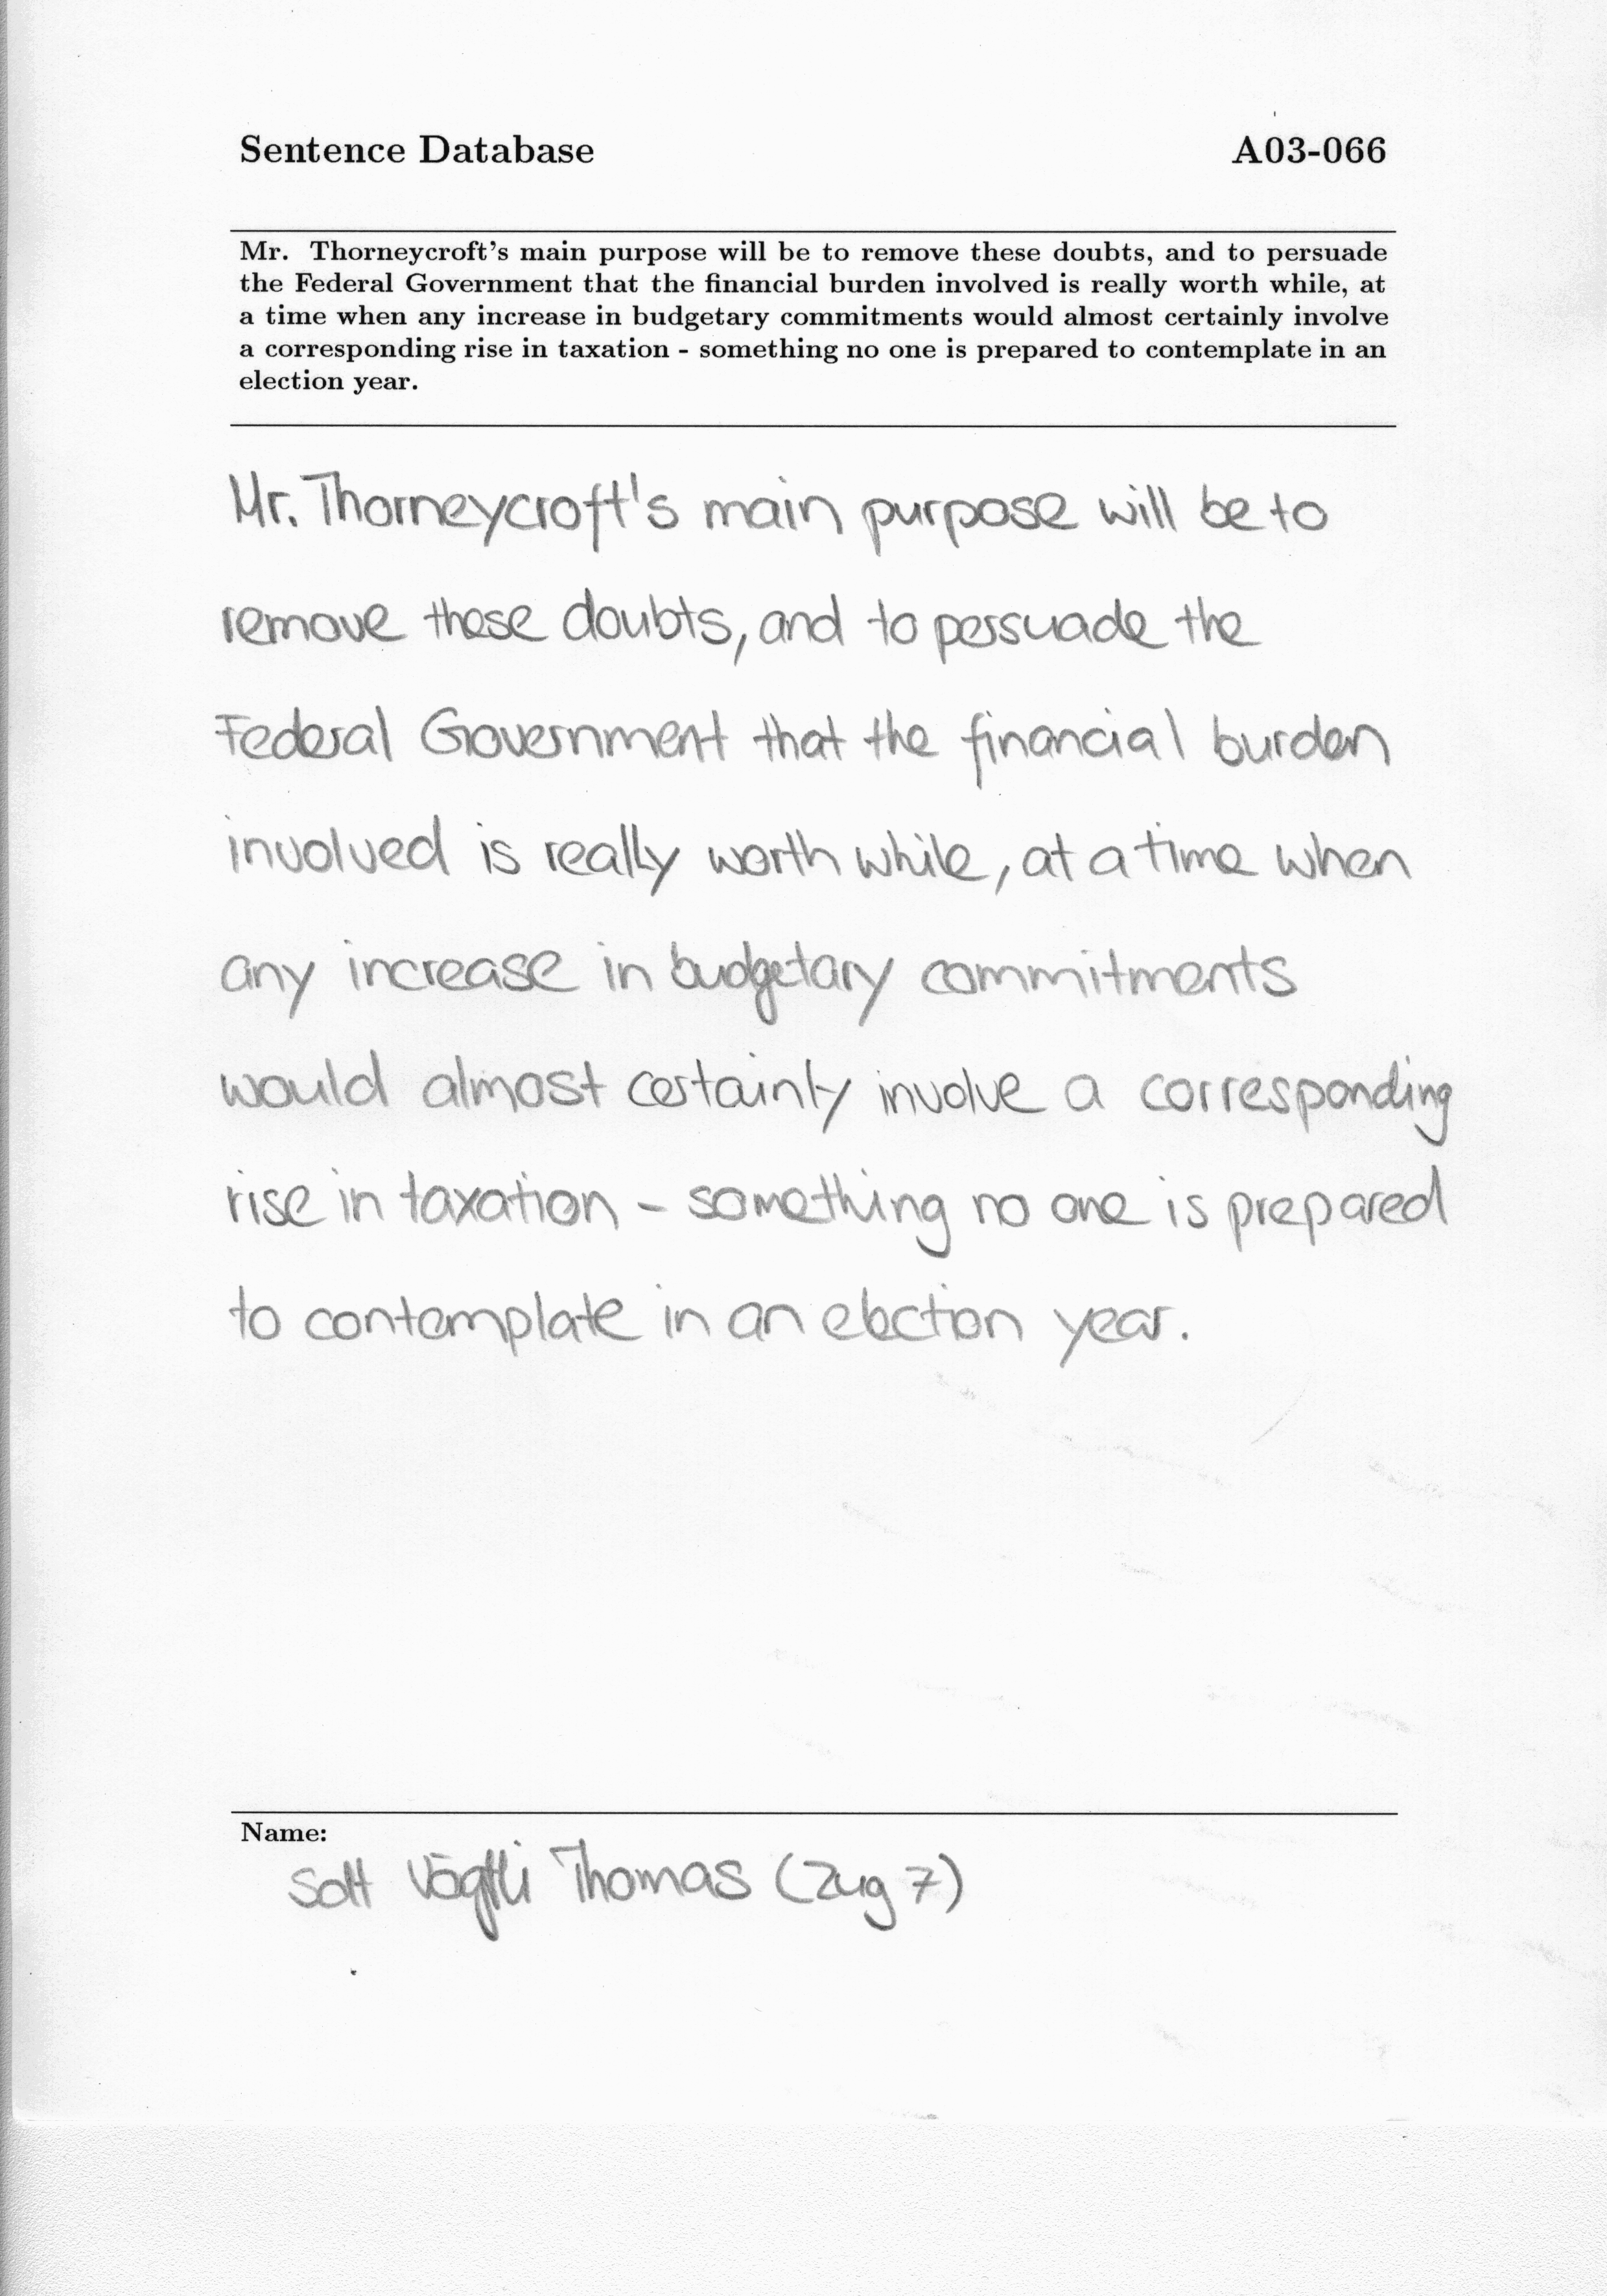 Sentence Database A03-066
Mr. Thorneycroft's main purpose will be to remove these doubts, and to persuade
the Federal Government that the financial burden involved is really worth while, at
a time when any increase in budgetary commitments would almost certainly involve
a corresponding rise in taxation - something no one is prepared to contemplate in an
election year.
Mr. Thorneycroft's main purpose will be to
remove these doubts, and to persuade the
Federal Government that the financial burden
involved is really worth while, at a time when
any increase in budgetary commitments
would almost certainly involve a corresponding
rise in taxation - something no one is prepared
to contemplate in an election year.
Name:
Sdt Vögtli Thomas (Zug 7)